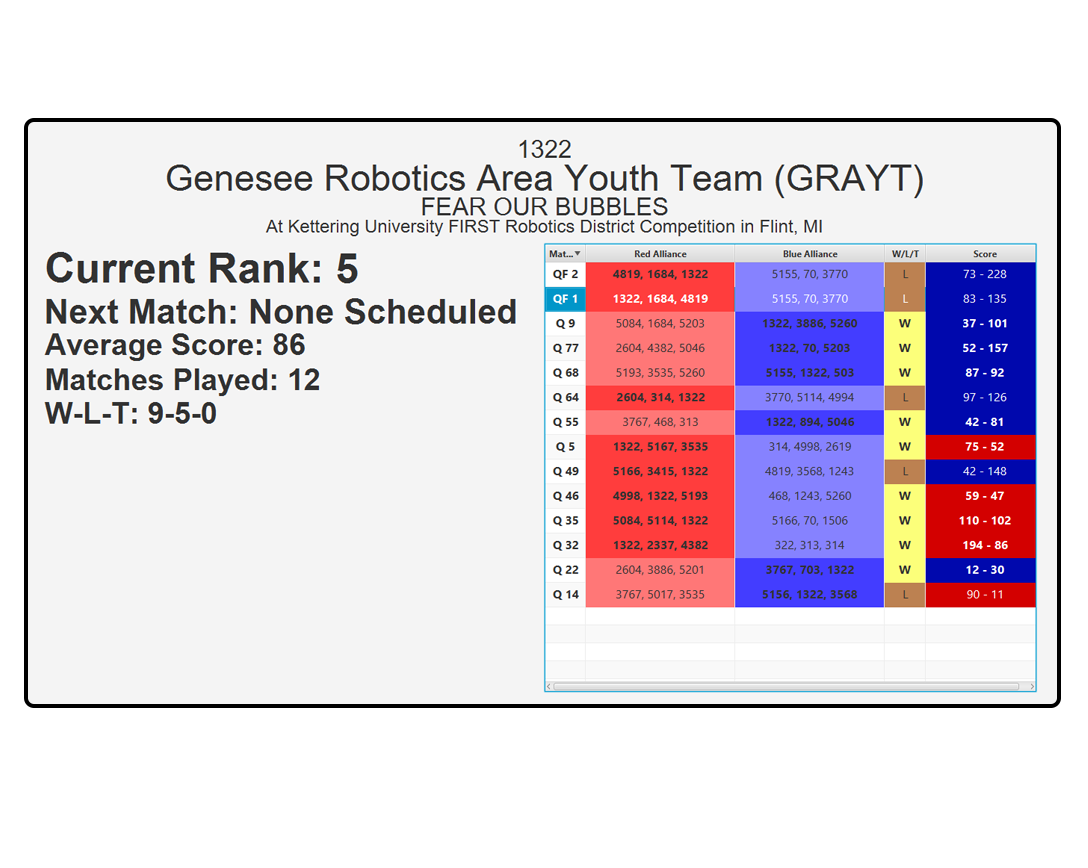 1322
Genesee Robotics Area Youth Team (GRAYT)
FEAR OUR BUBBLES
At Kettering University FIRST Robotics District Competition in Flint, MI
Current Rank: 5
Next Match: None Scheduled
Average Score: 86
Matches Played: 12
W-L-T: 9-5-0
Mat... Red Alliance Blue Alliance W/L/T Score
QF 2 4819, 1684, 1322 5155, 70, 3770 L 73 - 228
QF 1 1322, 1684, 4819 5155, 70, 3770 L 83 - 135
Q 9 5084, 1684, 5203 1322, 3886, 5260 W 37 - 101
Q 77 2604, 4382, 5046 1322, 70, 5203 W 52 - 157
Q 68 5193, 3535, 5260 5155, 1322, 503 W 87 - 92
Q 64 2604, 314, 1322 3770, 5114, 4994 L 97 - 126
Q 55 3767, 468, 313 1322, 894, 5046 W 42 - 81
Q 5 1322, 5167, 3535 314, 4998, 2619 W 75 - 52
Q 49 5166, 3415, 1322 4819, 3568, 1243 L 42 - 148
Q 46 4998, 1322, 5193 468, 1243, 5260 W 59 - 47
Q 35 5084, 5114, 1322 5166, 70, 1506 W 110 - 102
Q 32 1322, 2337, 4382 322, 313, 314 W 194 - 86
Q 22 2604, 3886, 5201 3767, 703, 1322 W 12 - 30
Q 14 3767, 5017, 3535 5156, 1322, 3568 L 90 - 11